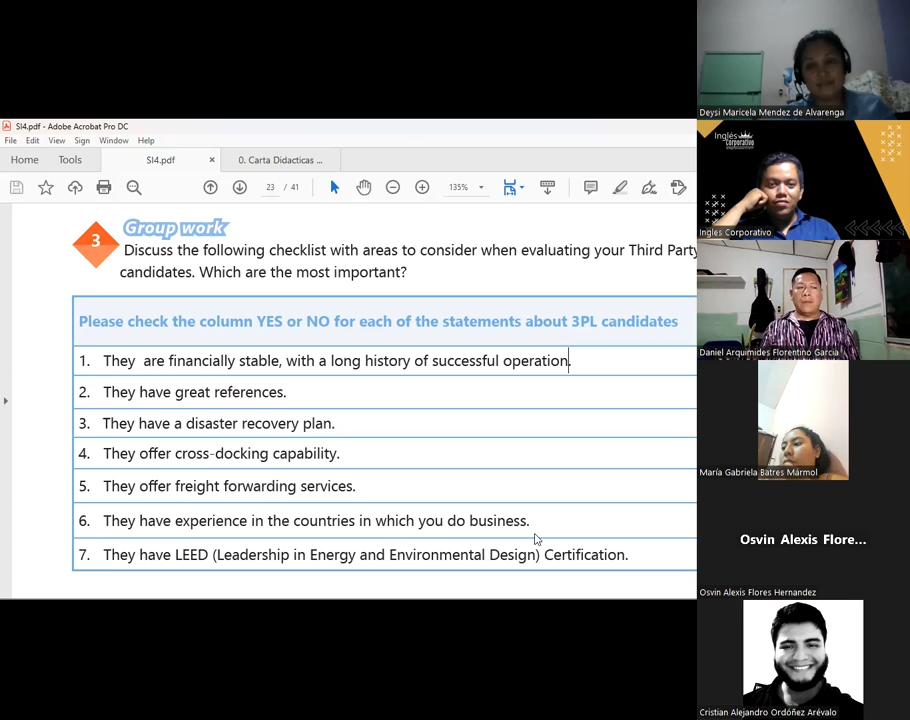 SI4.pdf - Adobe Acrobat Pro DC
File Edit View Sign Window Help
Home Tools SI4.pdf × 0. Carta Didacticas ...
23 / 41 135%
3
Group work
Discuss the following checklist with areas to consider when evaluating your Third Party
candidates. Which are the most important?
Please check the column YES or NO for each of the statements about 3PL candidates
1. They are financially stable, with a long history of successful operation.
2. They have great references.
3. They have a disaster recovery plan.
4. They offer cross-docking capability.
5. They offer freight forwarding services.
6. They have experience in the countries in which you do business.
7. They have LEED (Leadership in Energy and Environmental Design) Certification.
Deysi Maricela Mendez de Alvarenga
Inglés
Corporativo
Ingles Corporativo
Daniel Arquimides Florentino Garcia
María Gabriela Batres Mármol
Osvin Alexis Flore...
Osvin Alexis Flores Hernandez
Cristian Alejandro Ordóñez Arévalo